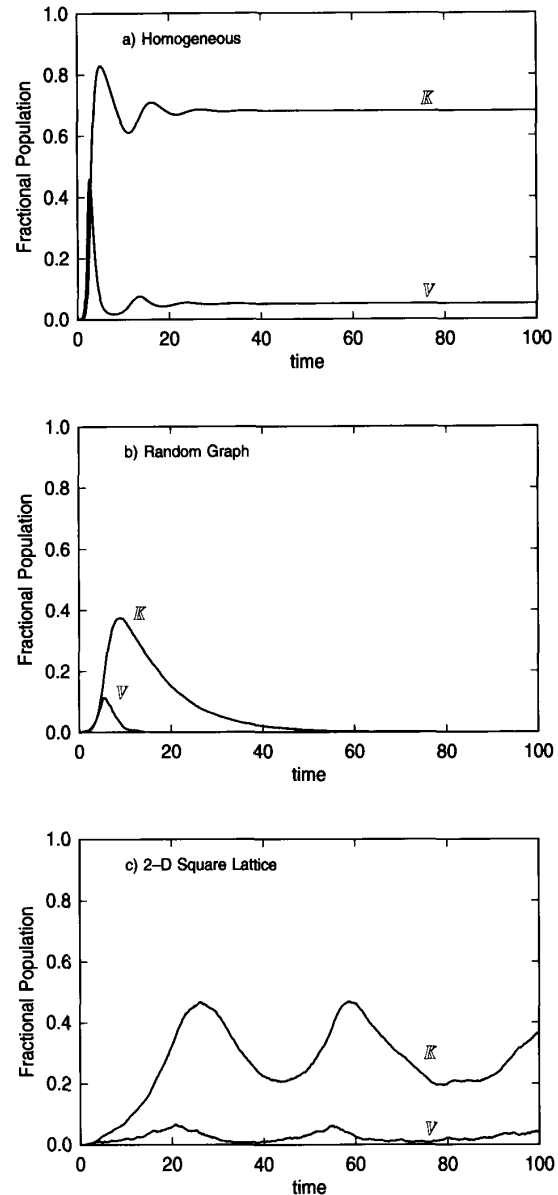 1.0
a) Homogeneous
0.8
𝕂
0.6
Fractional Population
0.4
0.2
𝕍
0.0
0 20 40 60 80 100
time
1.0
b) Random Graph
0.8
0.6
Fractional Population
0.4
𝕂
0.2
𝕍
0.0
0 20 40 60 80 100
time
1.0
c) 2–D Square Lattice
0.8
0.6
Fractional Population
0.4
𝕂
0.2
𝕍
0.0
0 20 40 60 80 100
time